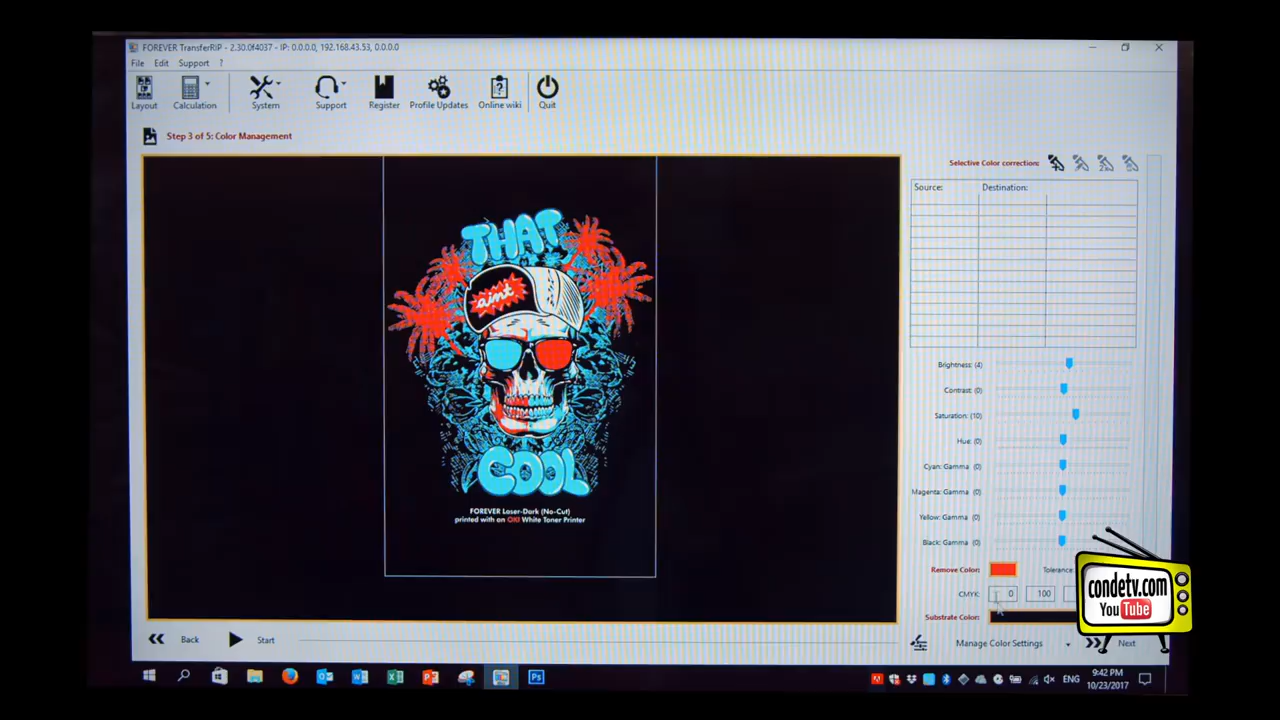 FOREVER TransferRIP - 2.30.0f4037 - IP: 0.0.0.0, 192.168.43.53, 0.0.0.0
File Edit Support ?
Layout Calculation System Support Register Profile Updates Online wiki Quit
Step 3 of 5: Color Management
Selective Color correction:
Source: Destination:
THAT
aint
COOL
FOREVER Laser-Dark (No-Cut)
printed with an OKI White Toner Printer
Brightness: (4)
Contrast: (0)
Saturation: (10)
Hue: (0)
Cyan: Gamma (0)
Magenta: Gamma (0)
Yellow: Gamma (0)
Black: Gamma (0)
Remove Color: Tolerance
CMYK: 0 100
Substrate Color:
Back Start Manage Color Settings Next
condetv.com
YouTube
ENG
9:42 PM
10/23/2017